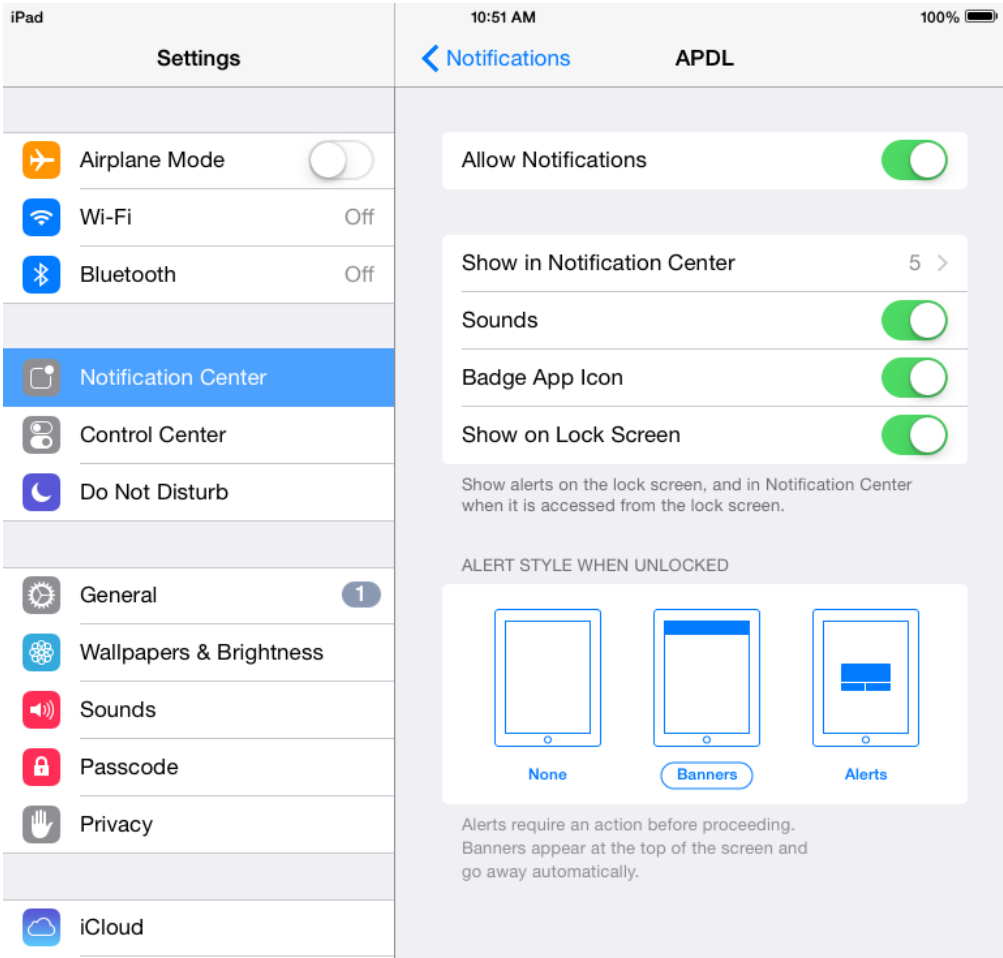 iPad
10:51 AM
100%
Settings
Notifications
APDL
Airplane Mode
Wi-Fi
Off
Bluetooth
Off
Notification Center
Control Center
Do Not Disturb
General
1
Wallpapers & Brightness
Sounds
Passcode
Privacy
iCloud
Allow Notifications
Show in Notification Center
5
Sounds
Badge App Icon
Show on Lock Screen
Show alerts on the lock screen, and in Notification Center
when it is accessed from the lock screen.
ALERT STYLE WHEN UNLOCKED
None
Banners
Alerts
Alerts require an action before proceeding.
Banners appear at the top of the screen and
go away automatically.